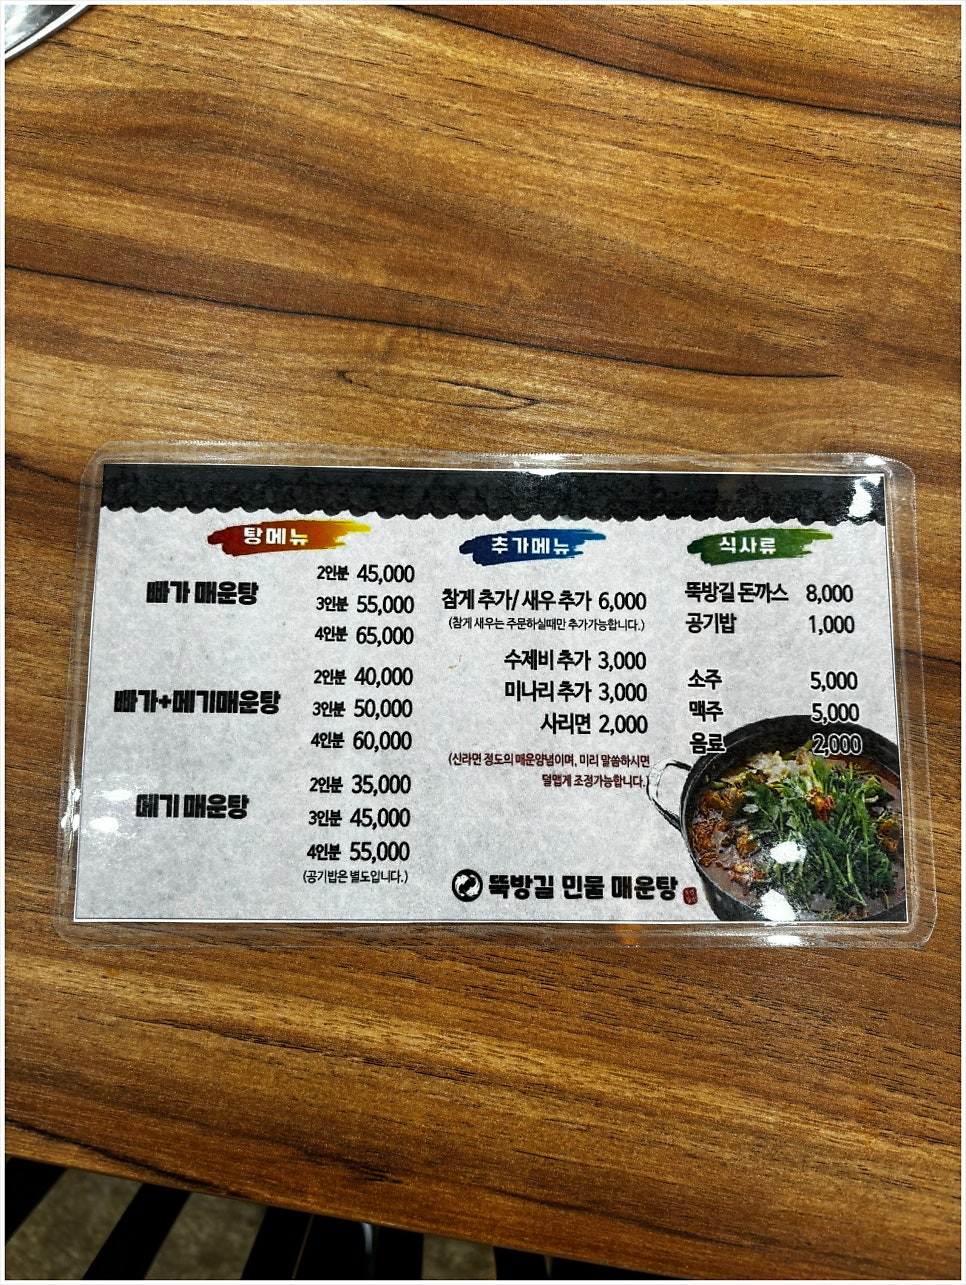 탕메뉴
빠가 매운탕
2인분 45,000
3인분 55,000
4인분 65,000
빠가+메기매운탕
2인분 40,000
3인분 50,000
4인분 60,000
메기 매운탕
2인분 35,000
3인분 45,000
4인분 55,000
(공기밥은 별도입니다.)
추가메뉴
참게 추가/ 새우 추가 6,000
(참게 새우는 주문하실때만 추가가능합니다.)
수제비 추가 3,000
미나리 추가 3,000
사리면 2,000
(신라면 정도의 매운양념이며, 미리 말씀하시면
덜맵게 조정가능합니다.)
식사류
뚝방길 돈까스 8,000
공기밥 1,000
소주 5,000
맥주 5,000
음료 2,000
뚝방길 민물 매운탕